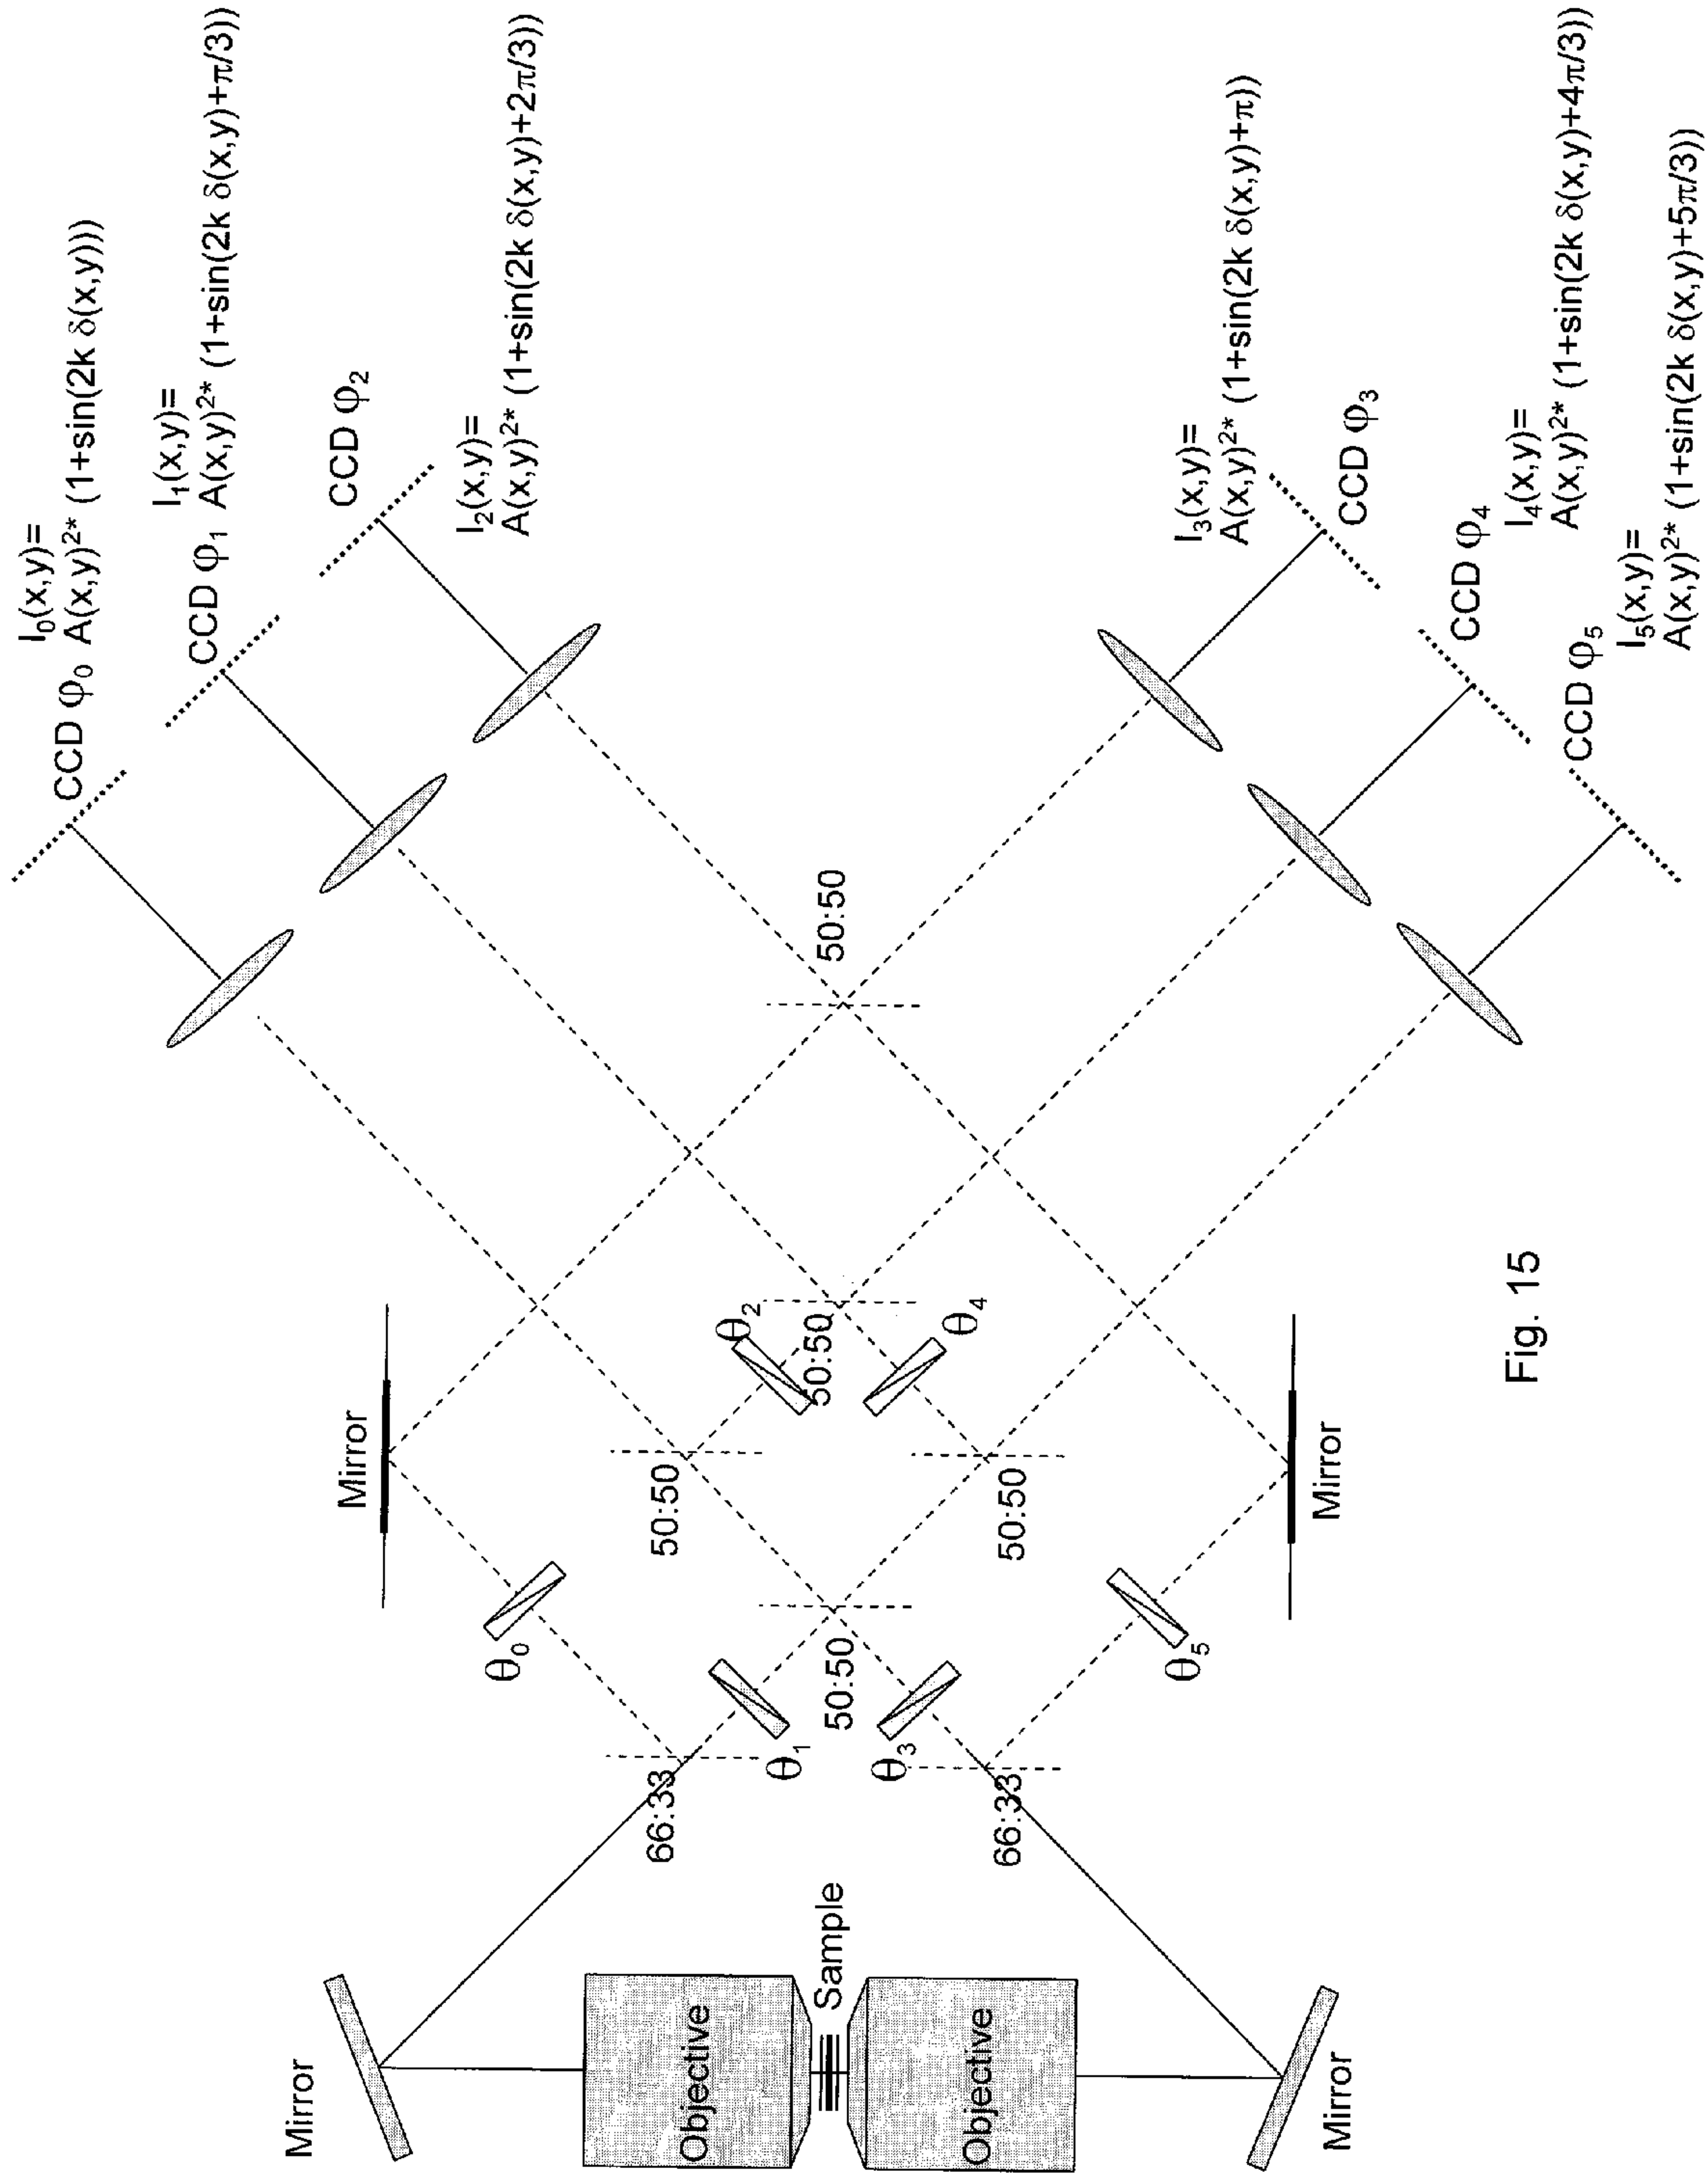 I₀(x,y)=
A(x,y)²* (1+sin(2k δ(x,y))))
CCD φ₀
I₁(x,y)=
A(x,y)²* (1+sin(2k δ(x,y)+π/3))
CCD φ₁
CCD φ₂
I₂(x,y)=
A(x,y)²* (1+sin(2k δ(x,y)+2π/3))
I₃(x,y)=
A(x,y)²* (1+sin(2k δ(x,y)+π))
CCD φ₃
CCD φ₄
I₄(x,y)=
A(x,y)²* (1+sin(2k δ(x,y)+4π/3))
CCD φ₅
I₅(x,y)=
A(x,y)²* (1+sin(2k δ(x,y)+5π/3))
50:50
Mirror
θ₂
50:50
θ₄
50:50
50:50
Mirror
θ₀
50:50
θ₅
θ₁
θ₃
66:33
66:33
Mirror
Objective
Sample
Objective
Mirror
Fig. 15